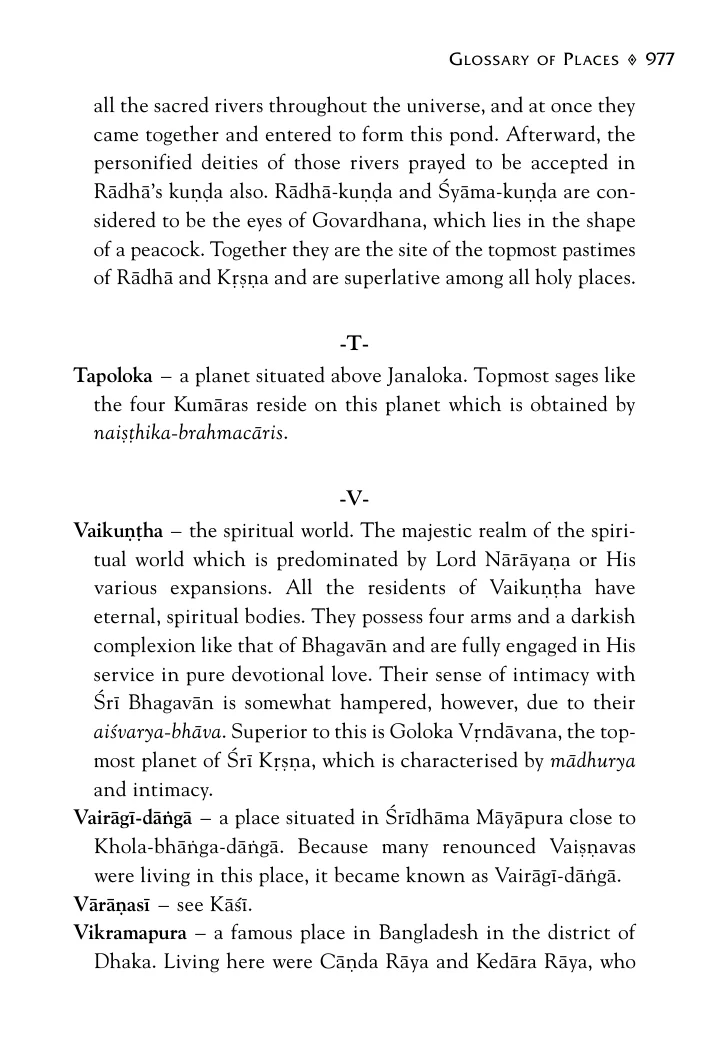 Glossary of Places ◊ 977
all the sacred rivers throughout the universe, and at once they
came together and entered to form this pond. Afterward, the
personified deities of those rivers prayed to be accepted in
Rādhā’s kuṇḍa also. Rādhā-kuṇḍa and Śyāma-kuṇḍa are con-
sidered to be the eyes of Govardhana, which lies in the shape
of a peacock. Together they are the site of the topmost pastimes
of Rādhā and Kṛṣṇa and are superlative among all holy places.
-T-
Tapoloka – a planet situated above Janaloka. Topmost sages like
the four Kumāras reside on this planet which is obtained by
naiṣṭhika-brahmacāris.
-V-
Vaikuṇṭha – the spiritual world. The majestic realm of the spiri-
tual world which is predominated by Lord Nārāyaṇa or His
various expansions. All the residents of Vaikuṇṭha have
eternal, spiritual bodies. They possess four arms and a darkish
complexion like that of Bhagavān and are fully engaged in His
service in pure devotional love. Their sense of intimacy with
Śrī Bhagavān is somewhat hampered, however, due to their
aiśvarya-bhāva. Superior to this is Goloka Vṛndāvana, the top-
most planet of Śrī Kṛṣṇa, which is characterised by mādhurya
and intimacy.
Vairāgī-dāṅgā – a place situated in Śrīdhāma Māyāpura close to
Khola-bhāṅga-dāṅgā. Because many renounced Vaiṣṇavas
were living in this place, it became known as Vairāgī-dāṅgā.
Vārāṇasī – see Kāśī.
Vikramapura – a famous place in Bangladesh in the district of
Dhaka. Living here were Cāṇda Rāya and Kedāra Rāya, who